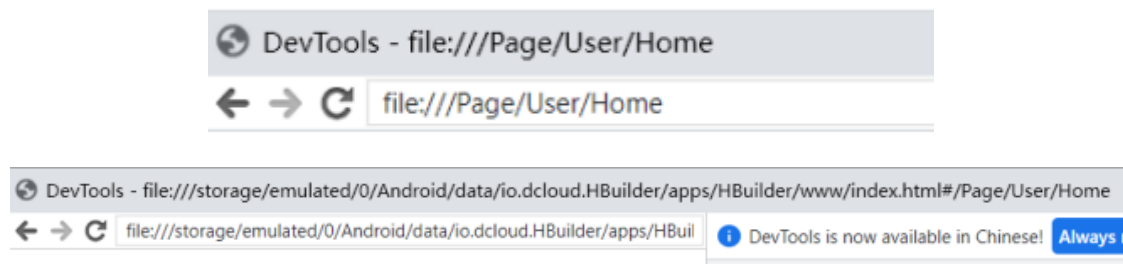 DevTools - file:///Page/User/Home
file:///Page/User/Home
DevTools - file:///storage/emulated/0/Android/data/io.dcloud.HBuilder/apps/HBuilder/www/index.html#/Page/User/Home
file:///storage/emulated/0/Android/data/io.dcloud.HBuilder/apps/HBuil
DevTools is now available in Chinese! Always